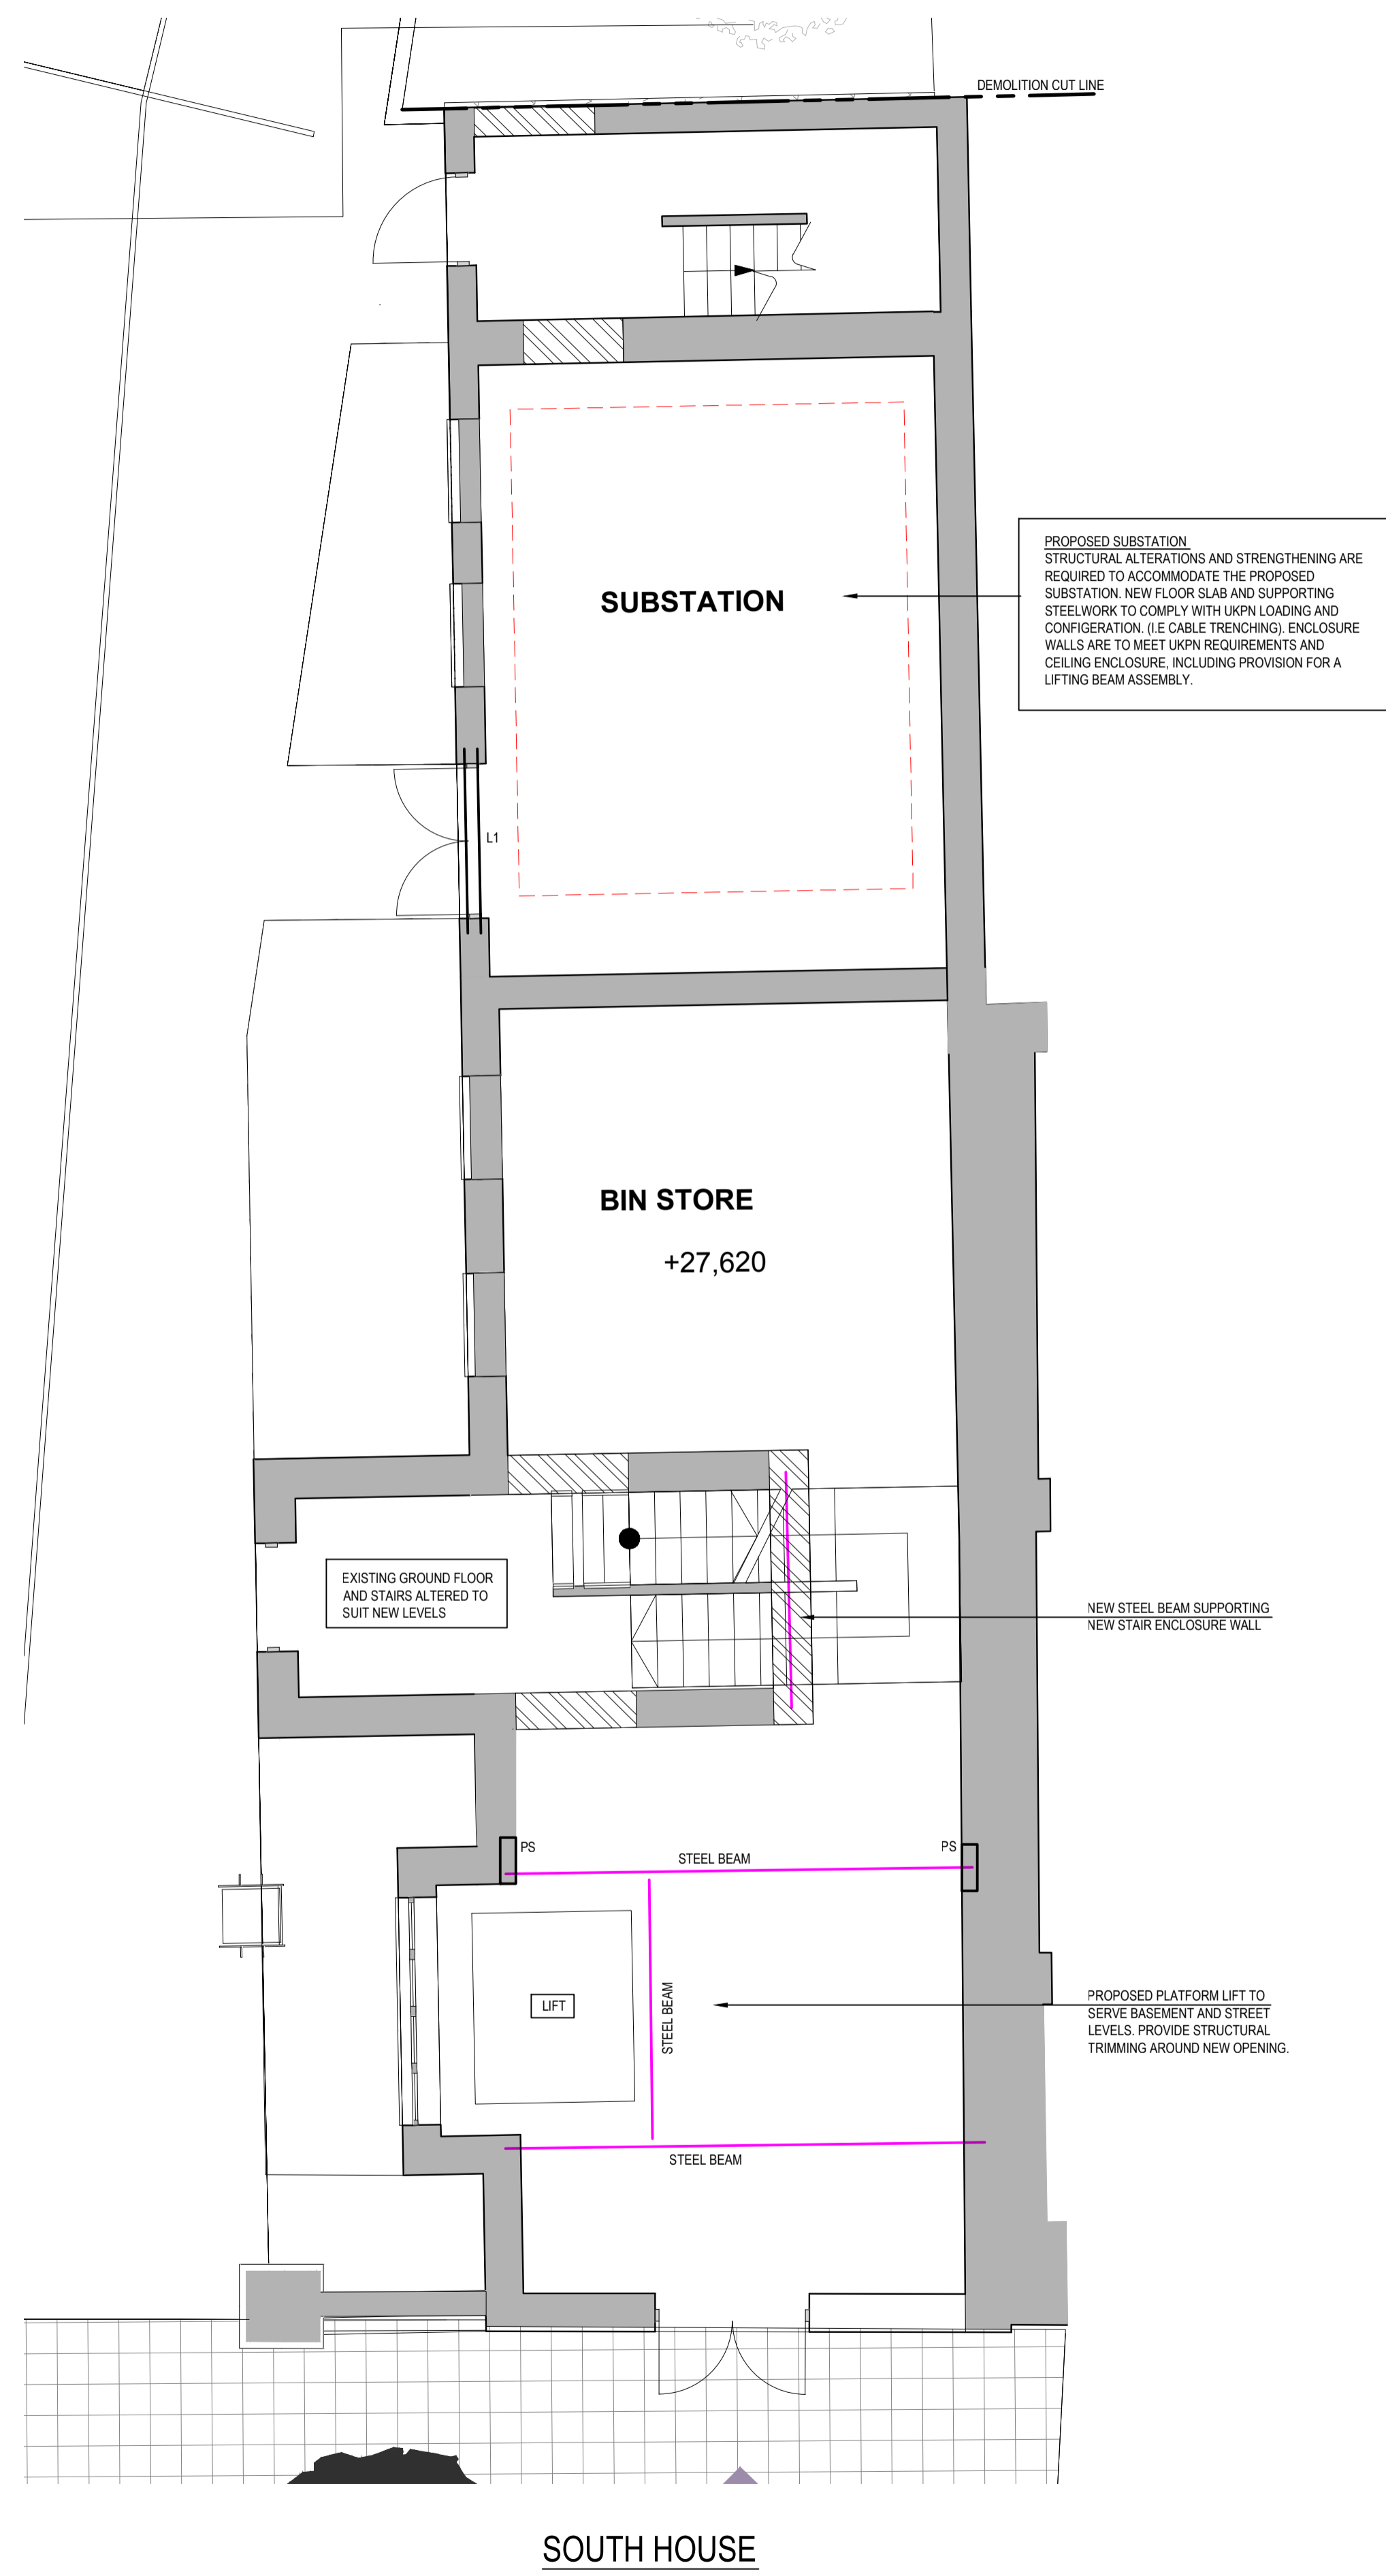 DEMOLITION CUT LINE
PROPOSED SUBSTATION
STRUCTURAL ALTERATIONS AND STRENGTHENING ARE
REQUIRED TO ACCOMMODATE THE PROPOSED
SUBSTATION. NEW FLOOR SLAB AND SUPPORTING
STEELWORK TO COMPLY WITH UKPN LOADING AND
CONFIGERATION. (I.E CABLE TRENCHING). ENCLOSURE
WALLS ARE TO MEET UKPN REQUIREMENTS AND
CEILING ENCLOSURE, INCLUDING PROVISION FOR A
LIFTING BEAM ASSEMBLY.
SUBSTATION
L1
BIN STORE
+27,620
EXISTING GROUND FLOOR
AND STAIRS ALTERED TO
SUIT NEW LEVELS
NEW STEEL BEAM SUPPORTING
NEW STAIR ENCLOSURE WALL
PS
PS
STEEL BEAM
LIFT
STEEL BEAM
PROPOSED PLATFORM LIFT TO
SERVE BASEMENT AND STREET
LEVELS. PROVIDE STRUCTURAL
TRIMMING AROUND NEW OPENING.
STEEL BEAM
SOUTH HOUSE